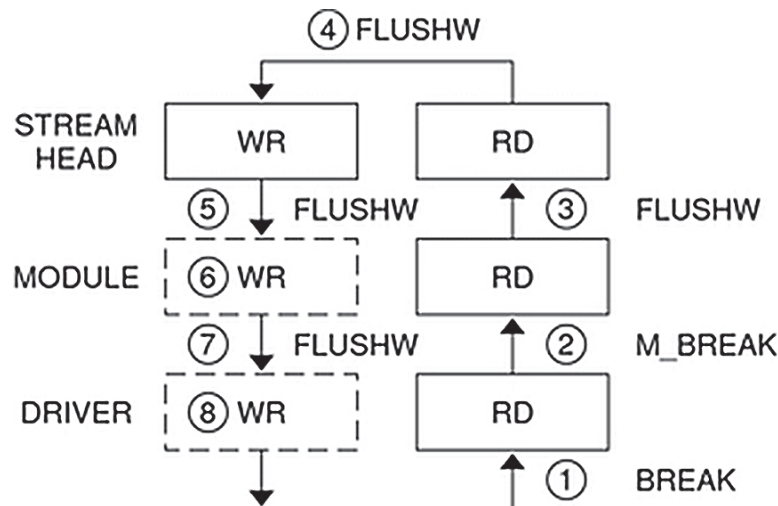 ④ FLUSHW
STREAM
HEAD
WR
RD
⑤ FLUSHW
③ FLUSHW
MODULE
⑥ WR
RD
⑦ FLUSHW
② M_BREAK
DRIVER
⑧ WR
RD
① BREAK